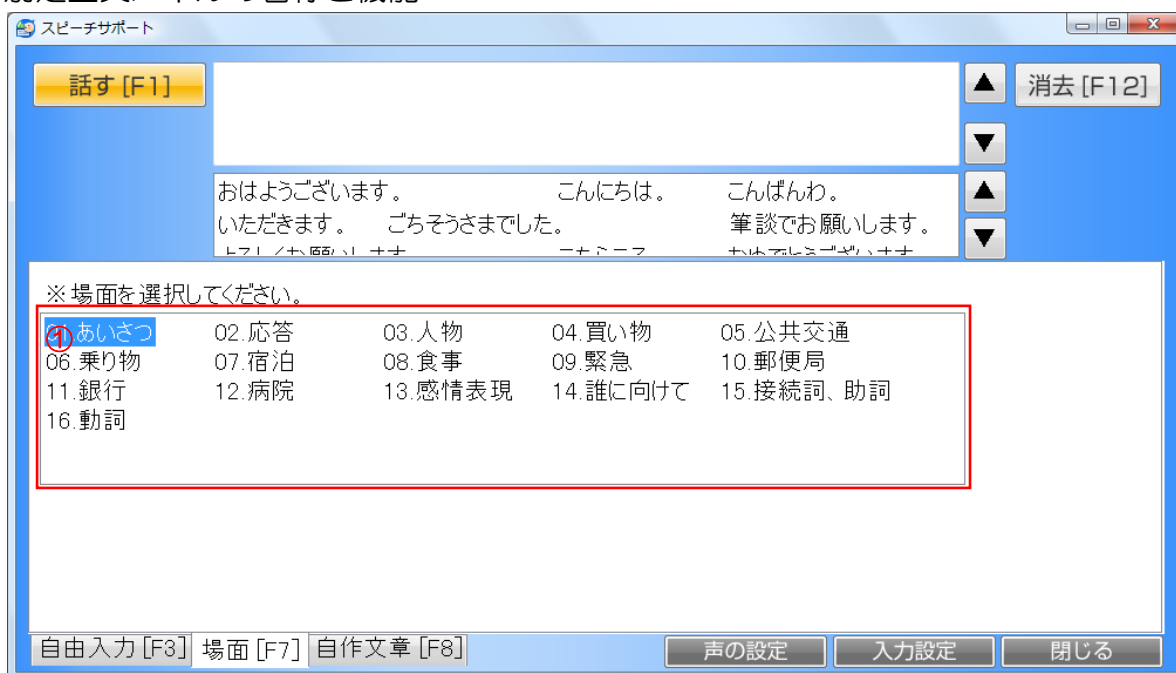 スピーチサポート
話す [F1]
▲
消去 [F12]
▼
おはようございます。 こんにちは。 こんばんわ。
▲
いただきます。 ごちそうさまでした。 筆談でお願いします。
▼
※場面を選択してください。
①
01.あいさつ 02.応答 03.人物 04.買い物 05.公共交通
06.乗り物 07.宿泊 08.食事 09.緊急 10.郵便局
11.銀行 12.病院 13.感情表現 14.誰に向けて 15.接続詞、助詞
16.動詞
自由入力 [F3] 場面 [F7] 自作文章 [F8] 声の設定 入力設定 閉じる